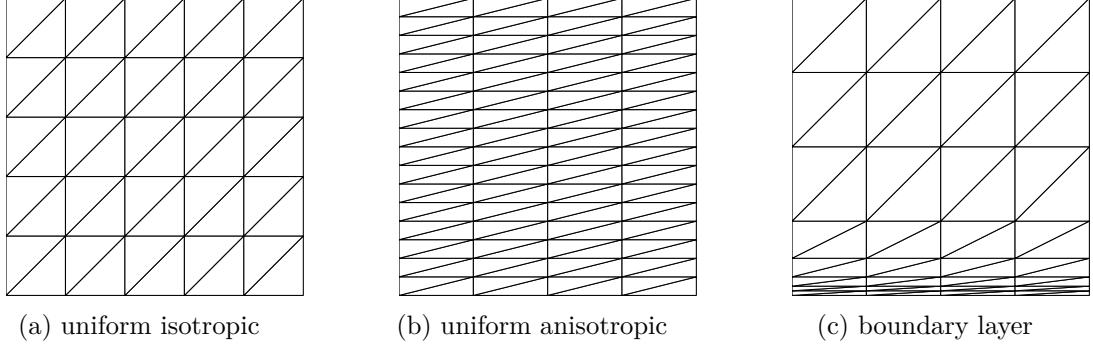 (a) uniform isotropic
(b) uniform anisotropic
(c) boundary layer